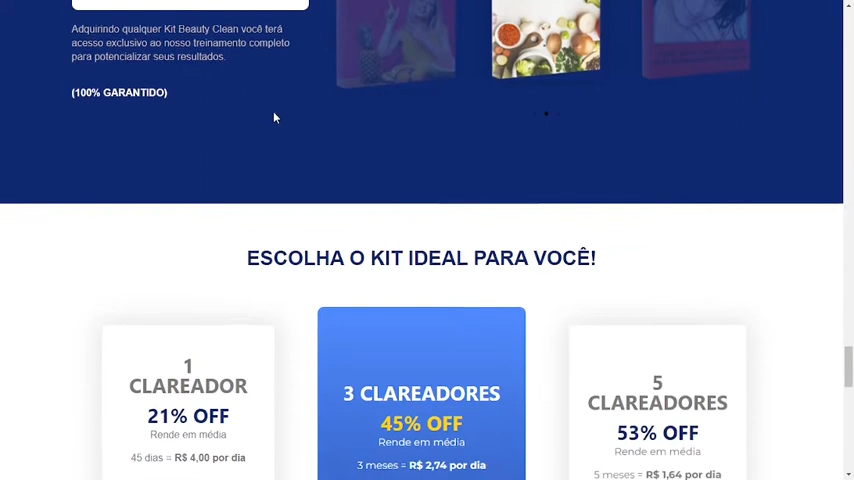 Adquirindo qualquer Kit Beauty Clean você terá
acesso exclusivo ao nosso treinamento completo
para potencializar seus resultados.
(100% GARANTIDO)
ESCOLHA O KIT IDEAL PARA VOCÊ!
1
CLAREADOR
21% OFF
Rende em média
45 dias = R$ 4,00 por dia
3 CLAREADORES
45% OFF
Rende em média
3 meses = R$ 2,74 por dia
5
CLAREADORES
53% OFF
Rende em média
5 meses = R$ 1,64 por dia